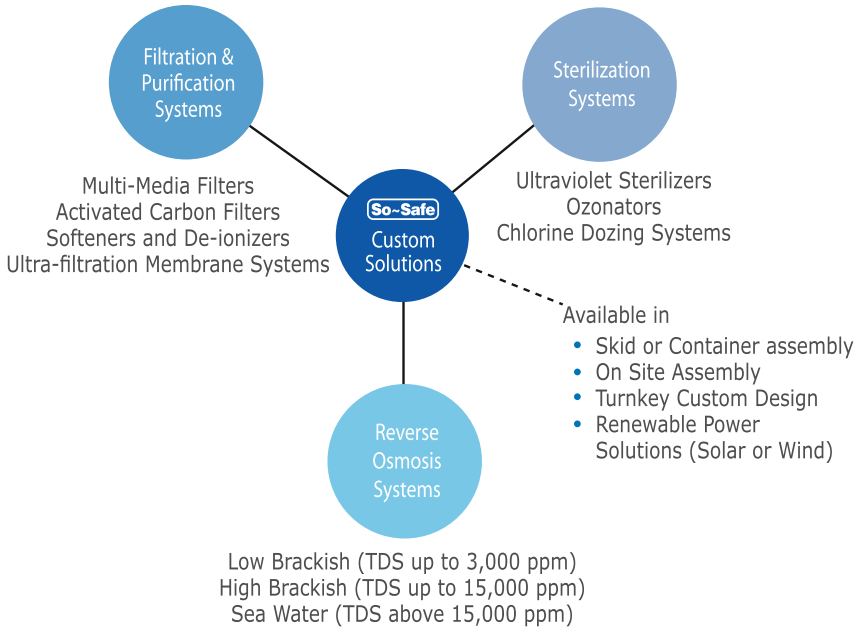 Filtration &
Purification
Systems
Multi-Media Filters
Activated Carbon Filters
Softeners and De-ionizers
Ultra-filtration Membrane Systems
Sterilization
Systems
Ultraviolet Sterilizers
Ozonators
Chlorine Dozing Systems
So~Safe
Custom
Solutions
Available in
• Skid or Container assembly
• On Site Assembly
• Turnkey Custom Design
• Renewable Power
Solutions (Solar or Wind)
Reverse
Osmosis
Systems
Low Brackish (TDS up to 3,000 ppm)
High Brackish (TDS up to 15,000 ppm)
Sea Water (TDS above 15,000 ppm)